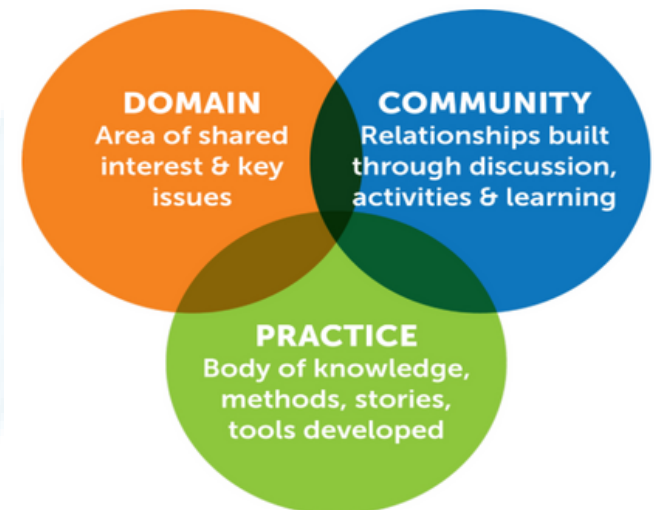 DOMAIN
Area of shared
interest & key
issues
COMMUNITY
Relationships built
through discussion,
activities & learning
PRACTICE
Body of knowledge,
methods, stories,
tools developed